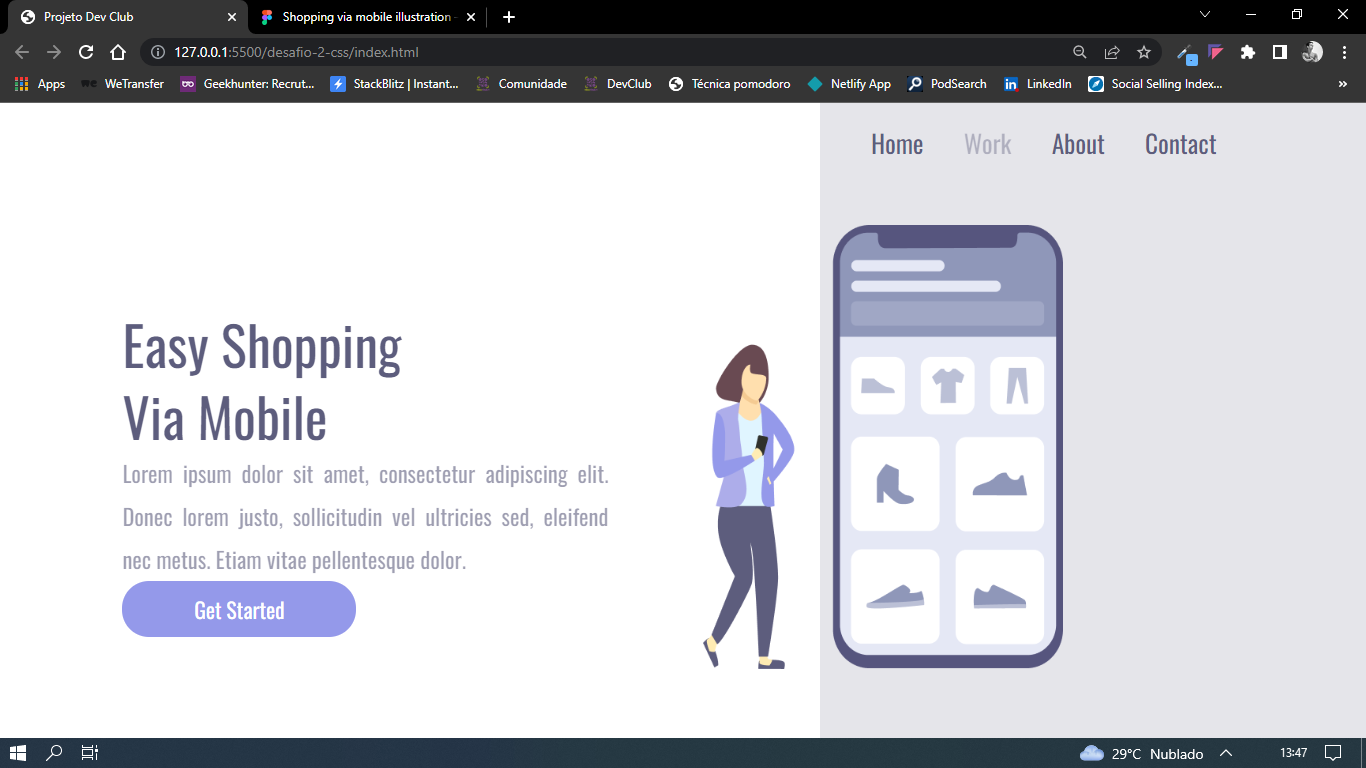 Projeto Dev Club
Shopping via mobile illustration -
127.0.0.1:5500/desafio-2-css/index.html
Apps
we WeTransfer
Geekhunter: Recrut...
StackBlitz | Instant...
Comunidade
DevClub
Técnica pomodoro
Netlify App
PodSearch
in LinkedIn
Social Selling Index...
»
Home Work About Contact
Easy Shopping
Via Mobile
Lorem ipsum dolor sit amet, consectetur adipiscing elit.
Donec lorem justo, sollicitudin vel ultricies sed, eleifend
nec metus. Etiam vitae pellentesque dolor.
Get Started
29°C Nublado
13:47